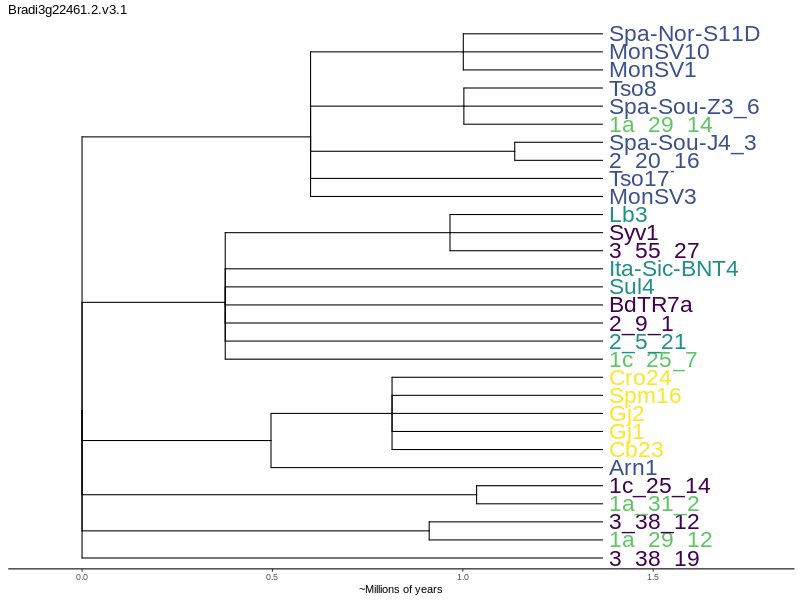 Bradi3g22461.2.v3.1
Spa-Nor-S11D
MonSV10
MonSV1
Tso8
Spa-Sou-Z3_6
1a_29_14
Spa-Sou-J4_3
2_20_16
Tso17
MonSV3
Lb3
Syv1
3_55_27
Ita-Sic-BNT4
Sul4
BdTR7a
2_9_1
2_5_21
1c_25_7
Cro24
Spm16
Gj2
Gj1
Cb23
Arn1
1c_25_14
1a_31_2
3_38_12
1a_29_12
3_38_19
0.0 0.5 1.0 1.5
~Millions of years